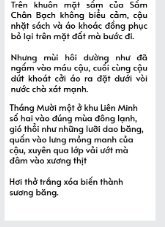 Trên khuôn mặt sầm của Sầm
Chân Bạch không biểu cảm, cậu
nhặt sách và áo khoác đồng phục
bỏ lại trên mặt đất mà bước đi.
Nhưng mùi hôi dường như đã
ngấm vào máu cậu, cuối cùng cậu
dứt khoát cởi áo ra đặt dưới vòi
nước chà xát mạnh.
Tháng Mười một ở khu Liên Minh
số hai vào đúng mùa đông lạnh,
gió thổi như những lưỡi dao băng,
quấn vào lưng mỏng manh của
cậu, xuyên qua lớp vải ướt mà
đâm vào xương thịt
Hơi thở trắng xóa biến thành
sương băng.